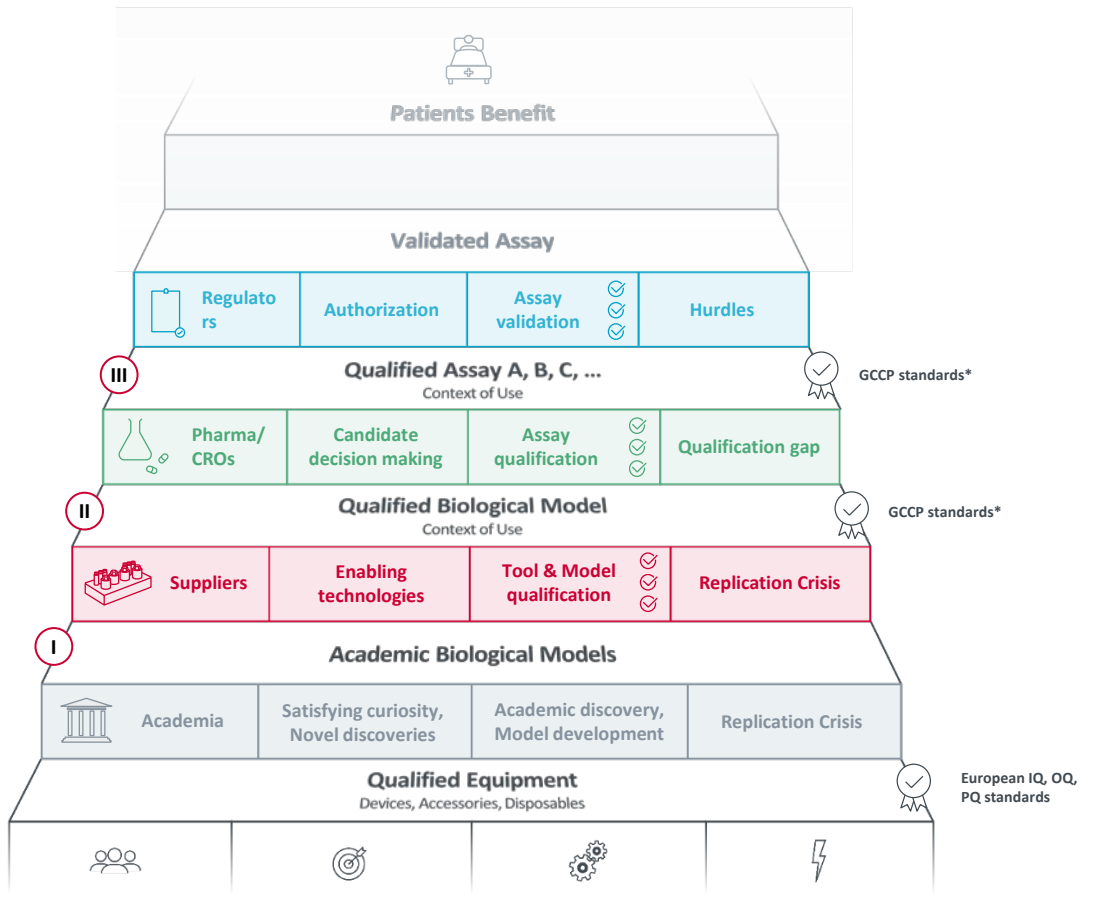 Patients Benefit
Validated Assay
Regulato
rs
Authorization
Assay
validation
Hurdles
III
Qualified Assay A, B, C, ...
Context of Use
GCCP standards*
Pharma/
CROs
Candidate
decision making
Assay
qualification
Qualification gap
II
Qualified Biological Model
Context of Use
GCCP standards*
Suppliers
Enabling
technologies
Tool & Model
qualification
Replication Crisis
I
Academic Biological Models
Academia
Satisfying curiosity,
Novel discoveries
Academic discovery,
Model development
Replication Crisis
Qualified Equipment
Devices, Accessories, Disposables
European IQ, OQ,
PQ standards